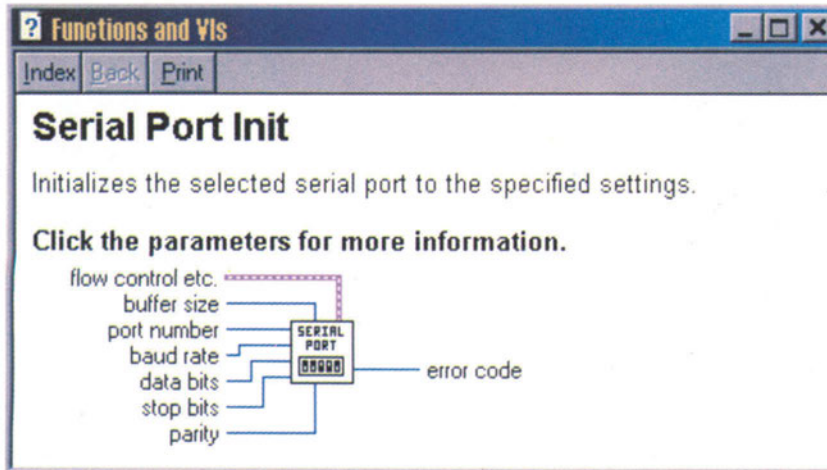 Functions and VIs
Index Back Print
Serial Port Init
Initializes the selected serial port to the specified settings.
Click the parameters for more information.
flow control etc.
buffer size
port number
baud rate
data bits
stop bits
parity
SERIAL
PORT
error code